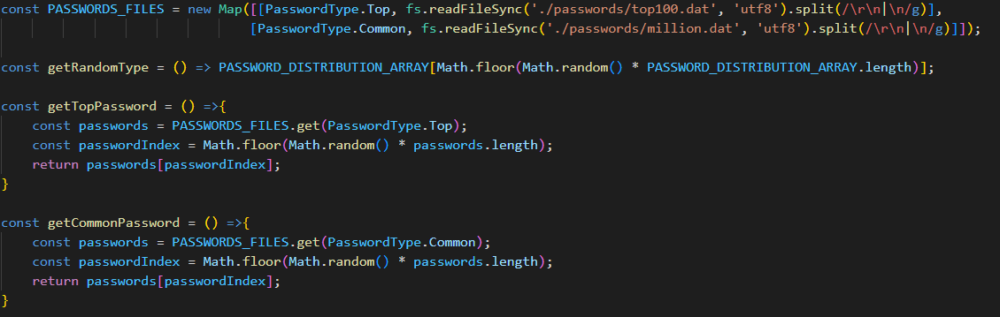 const PASSWORDS_FILES = new Map([[PasswordType.Top, fs.readFileSync('./passwords/top100.dat', 'utf8').split(/\r\n|\n/g)],
[PasswordType.Common, fs.readFileSync('./passwords/million.dat', 'utf8').split(/\r\n|\n/g)]]);
const getRandomType = () => PASSWORD_DISTRIBUTION_ARRAY[Math.floor(Math.random() * PASSWORD_DISTRIBUTION_ARRAY.length)];
const getTopPassword = () =>{
const passwords = PASSWORDS_FILES.get(PasswordType.Top);
const passwordIndex = Math.floor(Math.random() * passwords.length);
return passwords[passwordIndex];
}
const getCommonPassword = () =>{
const passwords = PASSWORDS_FILES.get(PasswordType.Common);
const passwordIndex = Math.floor(Math.random() * passwords.length);
return passwords[passwordIndex];
}